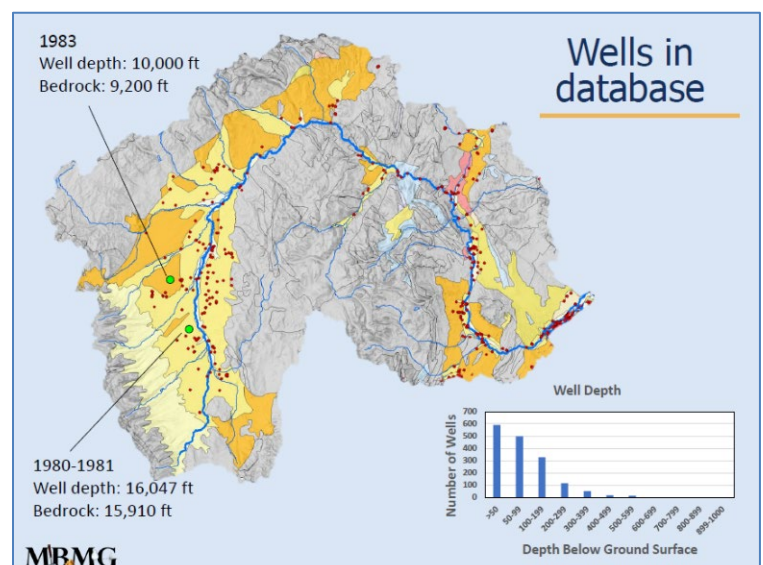 1983
Well depth: 10,000 ft
Bedrock: 9,200 ft
Wells in
database
1980-1981
Well depth: 16,047 ft
Bedrock: 15,910 ft
MBMG
Well Depth
Number of Wells
700
600
500
400
300
200
100
0
>50
50-99
100-199
200-299
300-399
400-499
500-599
600-699
700-799
800-899
899-1000
Depth Below Ground Surface